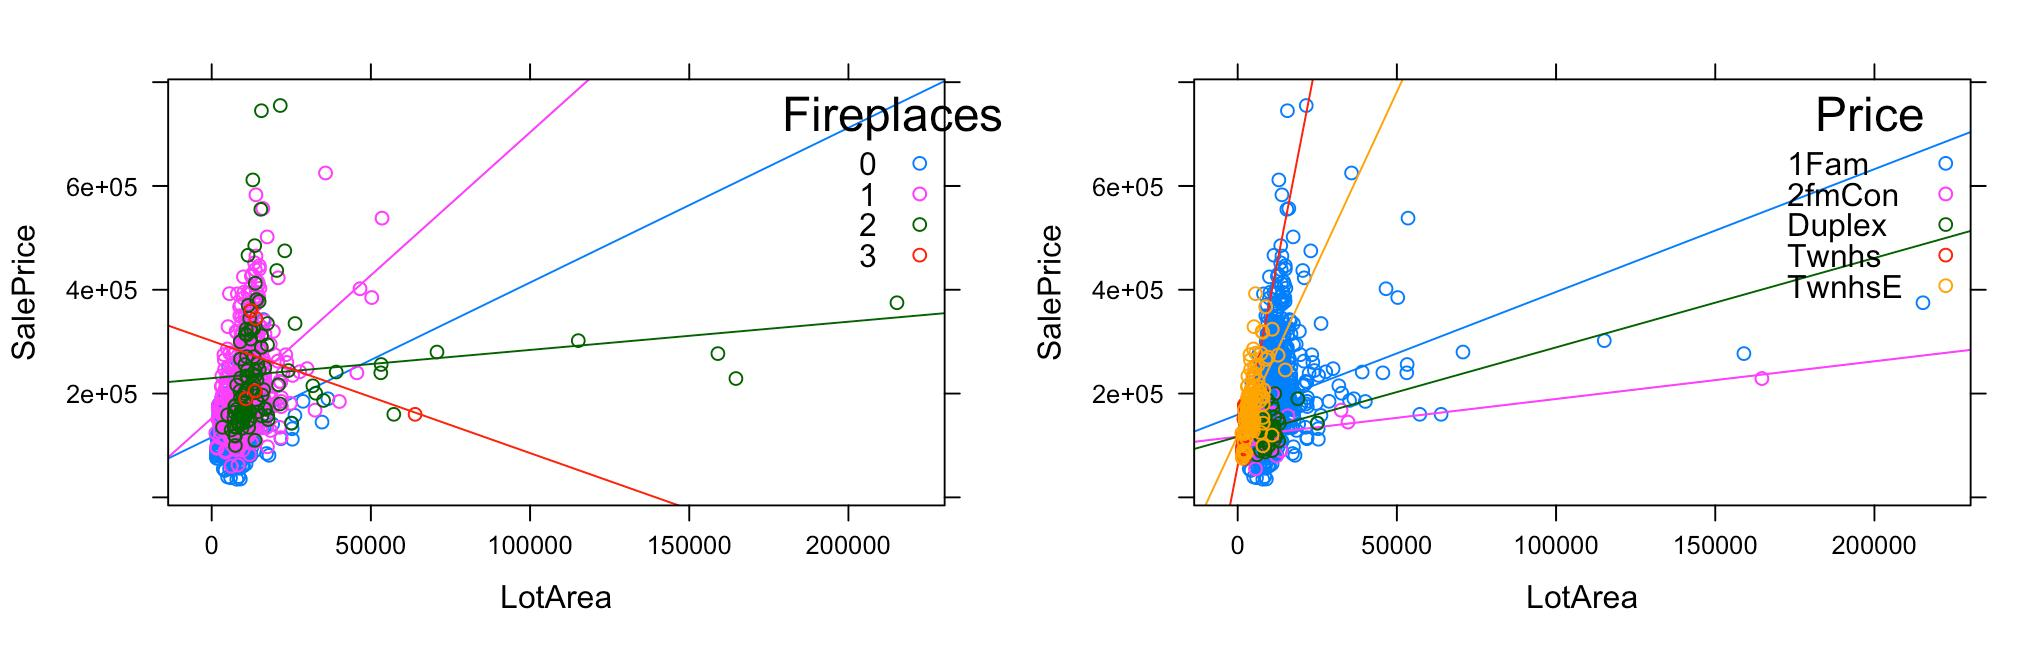 Fireplaces
0
1
2
3
6e+05
4e+05
2e+05
SalePrice
0 50000 100000 150000 200000
LotArea
Price
1Fam
2fmCon
Duplex
Twnhs
TwnhsE
6e+05
4e+05
2e+05
SalePrice
0 50000 100000 150000 200000
LotArea